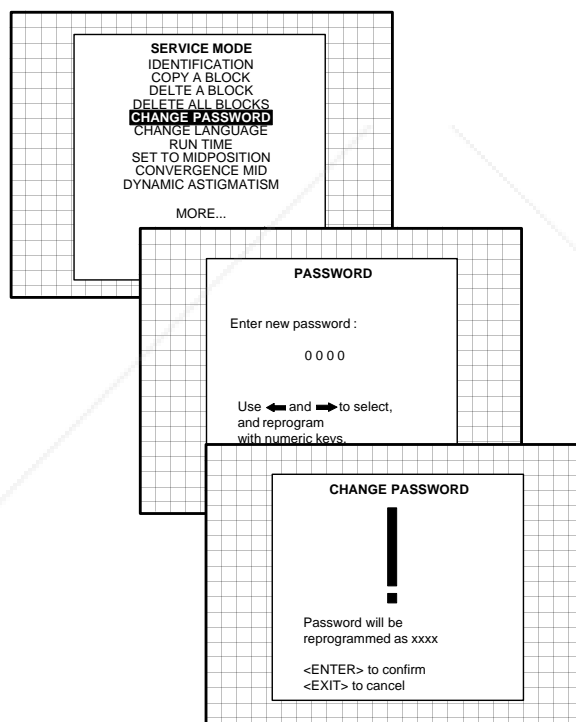 SERVICE MODE
IDENTIFICATION
COPY A BLOCK
DELTE A BLOCK
DELETE ALL BLOCKS
CHANGE PASSWORD
CHANGE LANGUAGE
RUN TIME
SET TO MIDPOSITION
CONVERGENCE MID
DYNAMIC ASTIGMATISM
MORE...
PASSWORD
Enter new password :
0 0 0 0
Use and to select,
and reprogram
with numeric keys.
CHANGE PASSWORD
!
Password will be
reprogrammed as xxxx
<ENTER> to confirm
<EXIT> to cancel